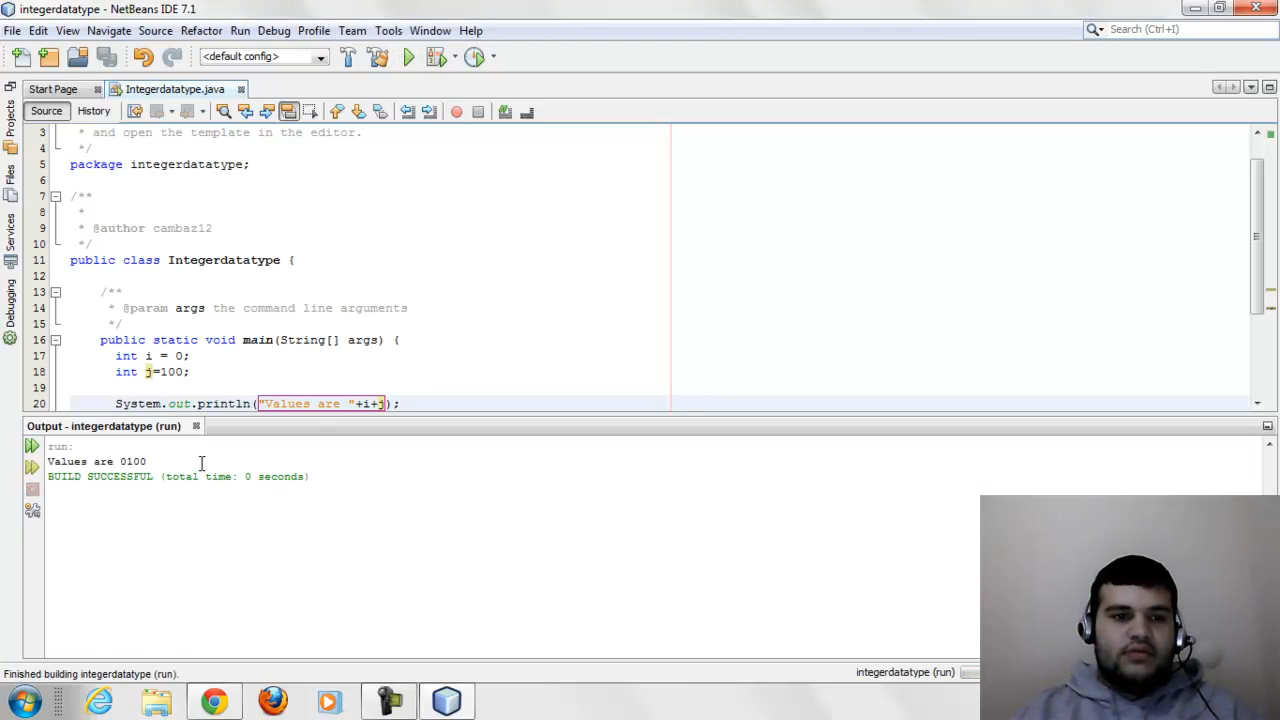 integerdatatype - NetBeans IDE 7.1
File Edit View Navigate Source Refactor Run Debug Profile Team Tools Window Help
Search (Ctrl+I)
<default config>
Start Page Integerdatatype.java
Source History
Projects
Files
Services
Debugging
3 * and open the template in the editor.
4 */
5 package integerdatatype;
6
7 /**
8 *
9 * @author cambaz12
10 */
11 public class Integerdatatype {
12
13 /**
14 * @param args the command line arguments
15 */
16 public static void main(String[] args) {
17 int i = 0;
18 int j=100;
19
20 System.out.println("Values are "+i+j);
Output - integerdatatype (run)
run:
Values are 0100
BUILD SUCCESSFUL (total time: 0 seconds)
Finished building integerdatatype (run).
integerdatatype (run)